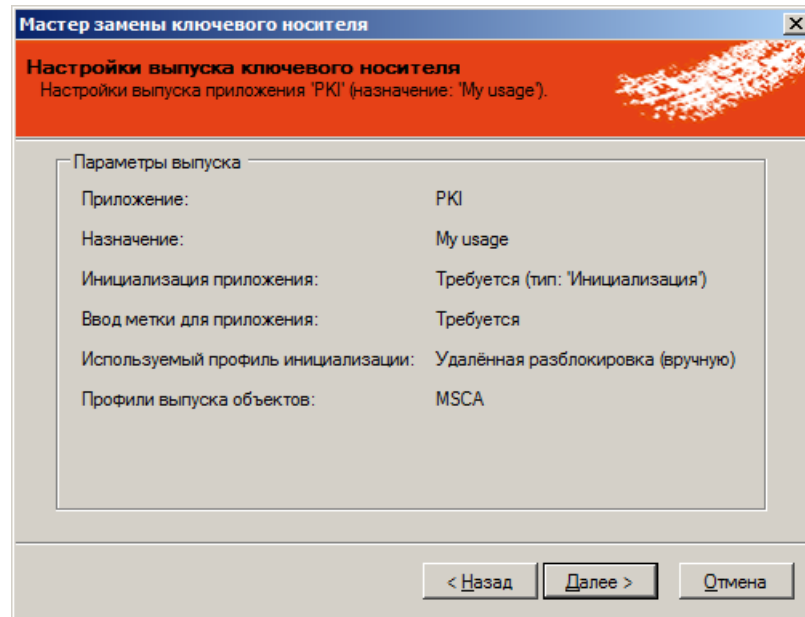 Мастер замены ключевого носителя
Настройки выпуска ключевого носителя
Настройки выпуска приложения 'PKI' (назначение: 'My usage').
Параметры выпуска
Приложение: PKI
Назначение: My usage
Инициализация приложения: Требуется (тип: 'Инициализация')
Ввод метки для приложения: Требуется
Используемый профиль инициализации: Удалённая разблокировка (вручную)
Профили выпуска объектов: MSCA
< Назад Далее > Отмена